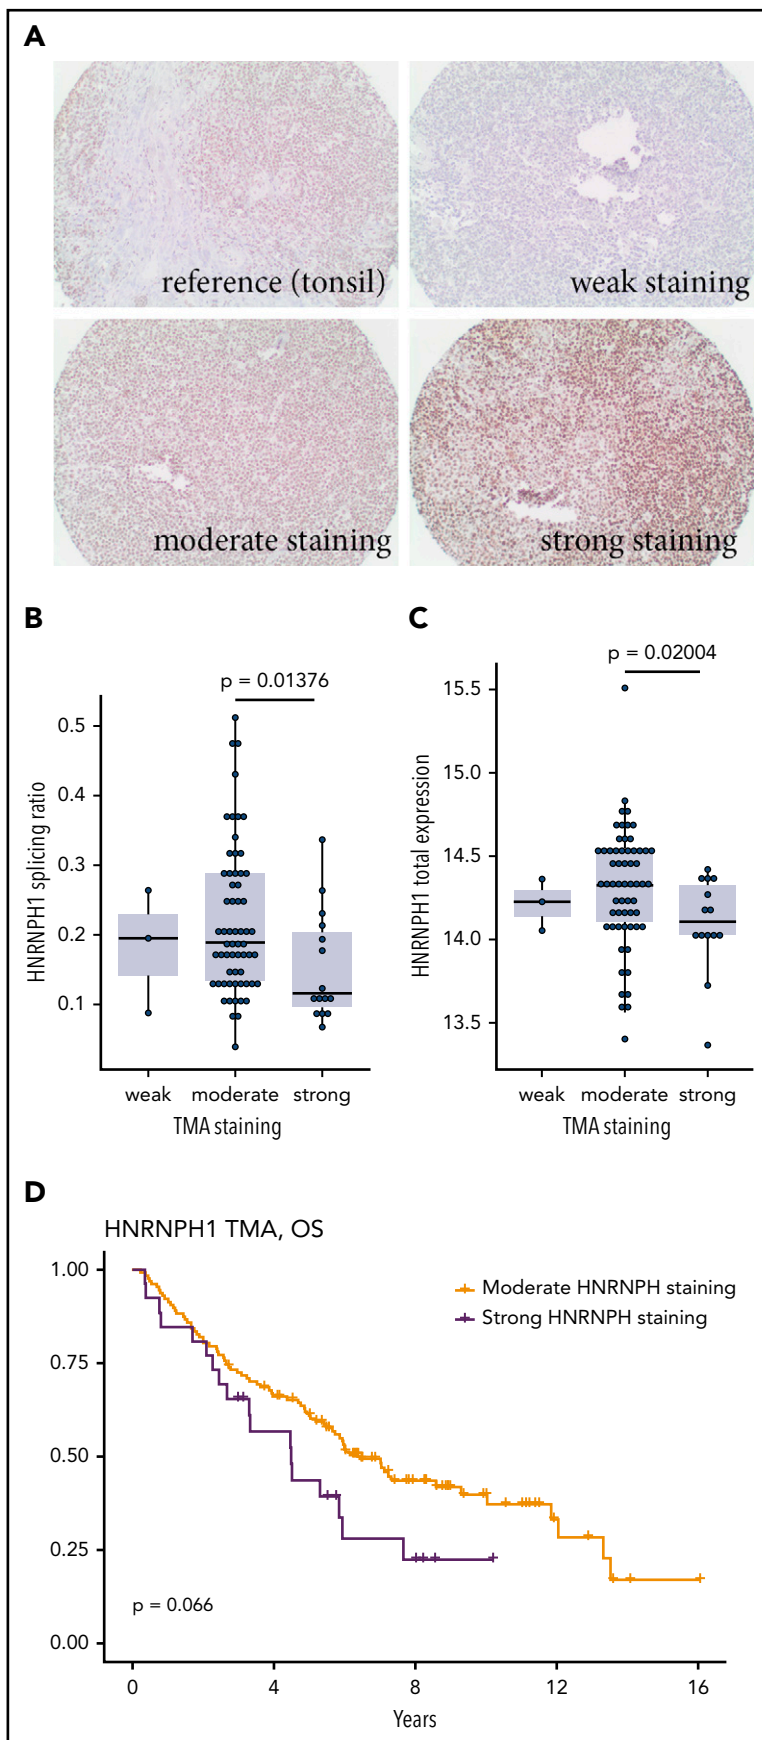 A
reference (tonsil)
weak staining
moderate staining
strong staining
B
p = 0.01376
HNRNPH1 splicing ratio
0.5
0.4
0.3
0.2
0.1
weak moderate strong
TMA staining
C
p = 0.02004
HNRNPH1 total expression
15.5
15.0
14.5
14.0
13.5
weak moderate strong
TMA staining
D
HNRNPH1 TMA, OS
Moderate HNRNPH staining
Strong HNRNPH staining
1.00
0.75
0.50
0.25
0.00
p = 0.066
0 4 8 12 16
Years